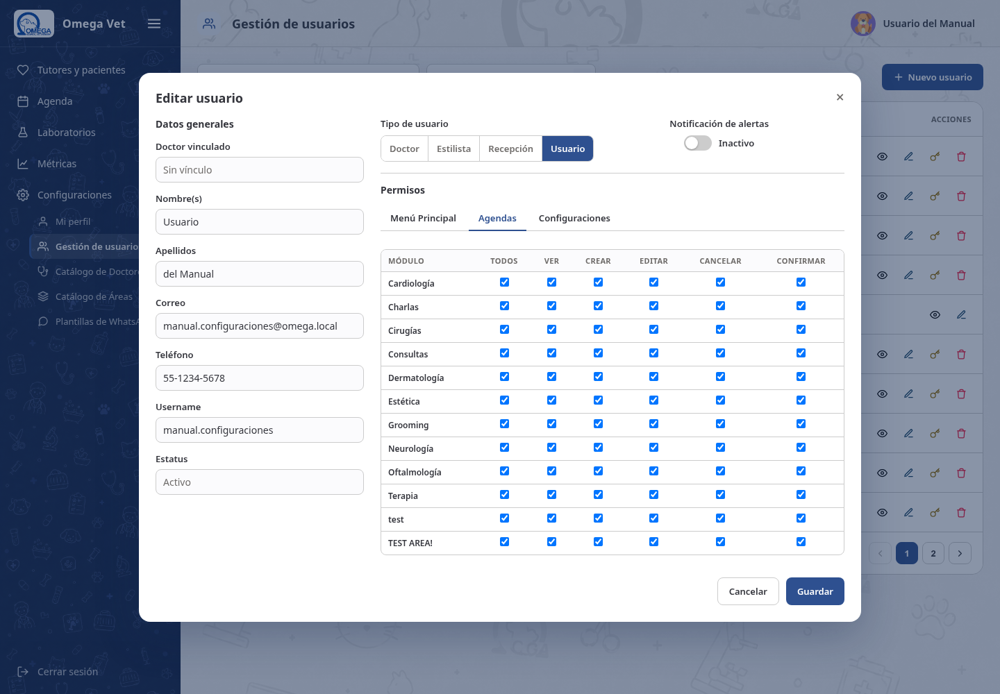 OMEGA
Omega Vet
Gestión de usuarios
Usuario del Manual
Tutores y pacientes
Agenda
Laboratorios
Métricas
Configuraciones
Mi perfil
Gestión de usuario
Catálogo de Doctor
Catálogo de Áreas
Plantillas de WhatsA
Cerrar sesión
Nuevo usuario
ACCIONES
1 2
Editar usuario
×
Datos generales
Doctor vinculado
Sin vínculo
Nombre(s)
Usuario
Apellidos
del Manual
Correo
manual.configuraciones@omega.local
Teléfono
55-1234-5678
Username
manual.configuraciones
Estatus
Activo
Tipo de usuario
Doctor Estilista Recepción Usuario
Notificación de alertas
Inactivo
Permisos
Menú Principal Agendas Configuraciones
MÓDULO TODOS VER CREAR EDITAR CANCELAR CONFIRMAR
Cardiología
Charlas
Cirugías
Consultas
Dermatología
Estética
Grooming
Neurología
Oftalmología
Terapia
test
TEST AREA!
Cancelar Guardar